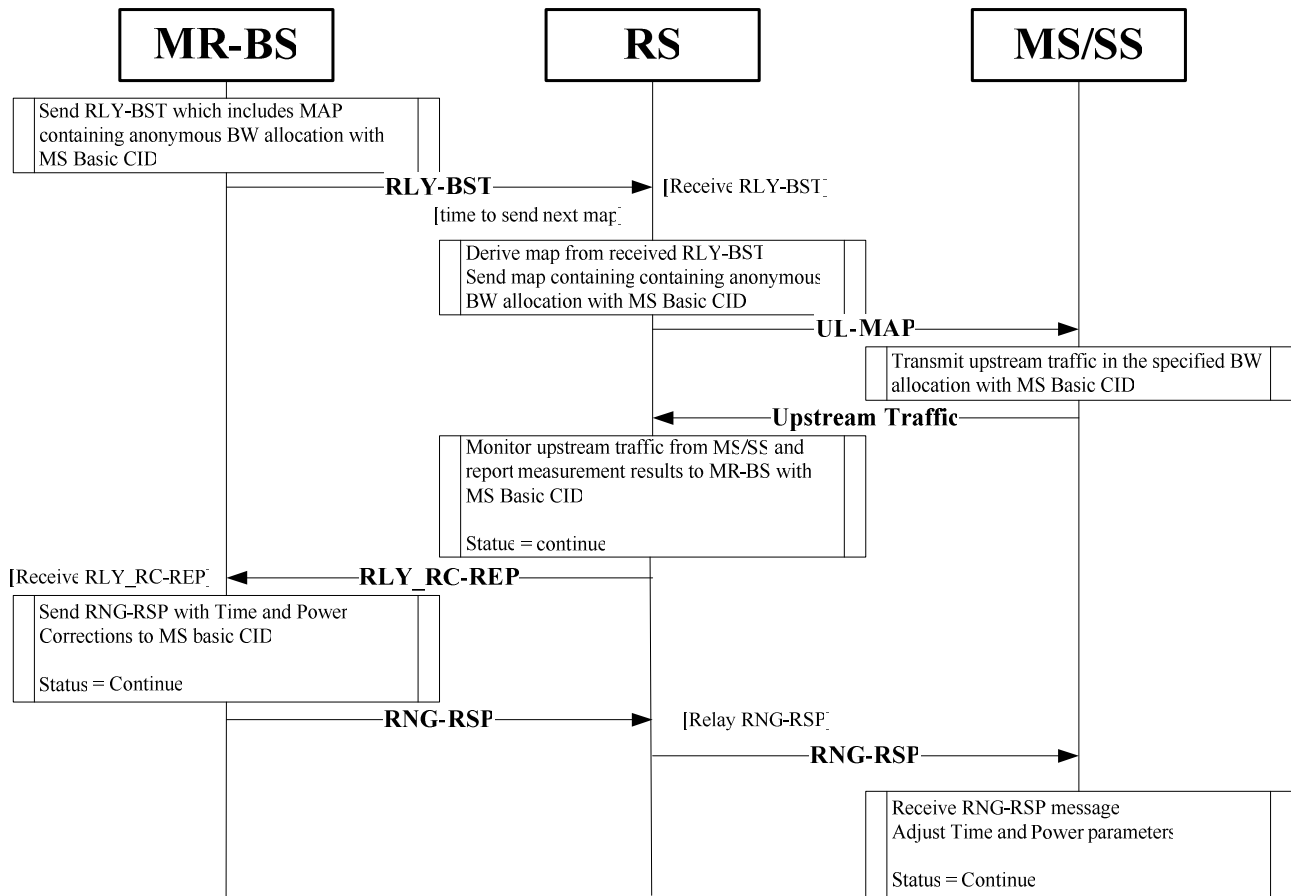 MR-BS
RS
MS/SS
Send RLY-BST which includes MAP
containing anonymous BW allocation with
MS Basic CID
RLY-BST
[Receive RLY-BST]
[time to send next map]
Derive map from received RLY-BST
Send map containing containing anonymous
BW allocation with MS Basic CID
UL-MAP
Transmit upstream traffic in the specified BW
allocation with MS Basic CID
Upstream Traffic
Monitor upstream traffic from MS/SS and
report measurement results to MR-BS with
MS Basic CID
Statue = continue
[Receive RLY_RC-REP]
RLY_RC-REP
Send RNG-RSP with Time and Power
Corrections to MS basic CID
Status = Continue
RNG-RSP
[Relay RNG-RSP]
RNG-RSP
Receive RNG-RSP message
Adjust Time and Power parameters
Status = Continue